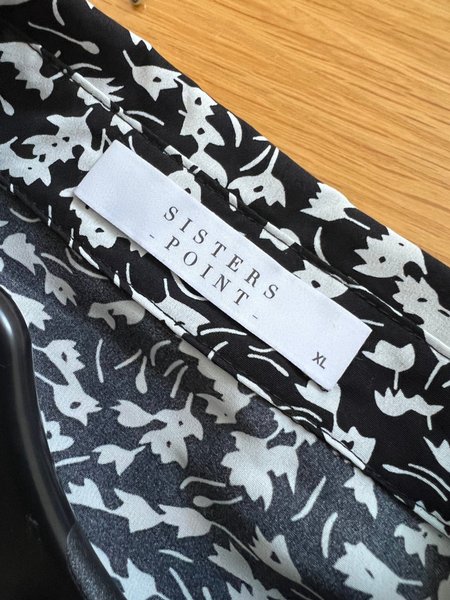 SISTERS
- POINT -
XL